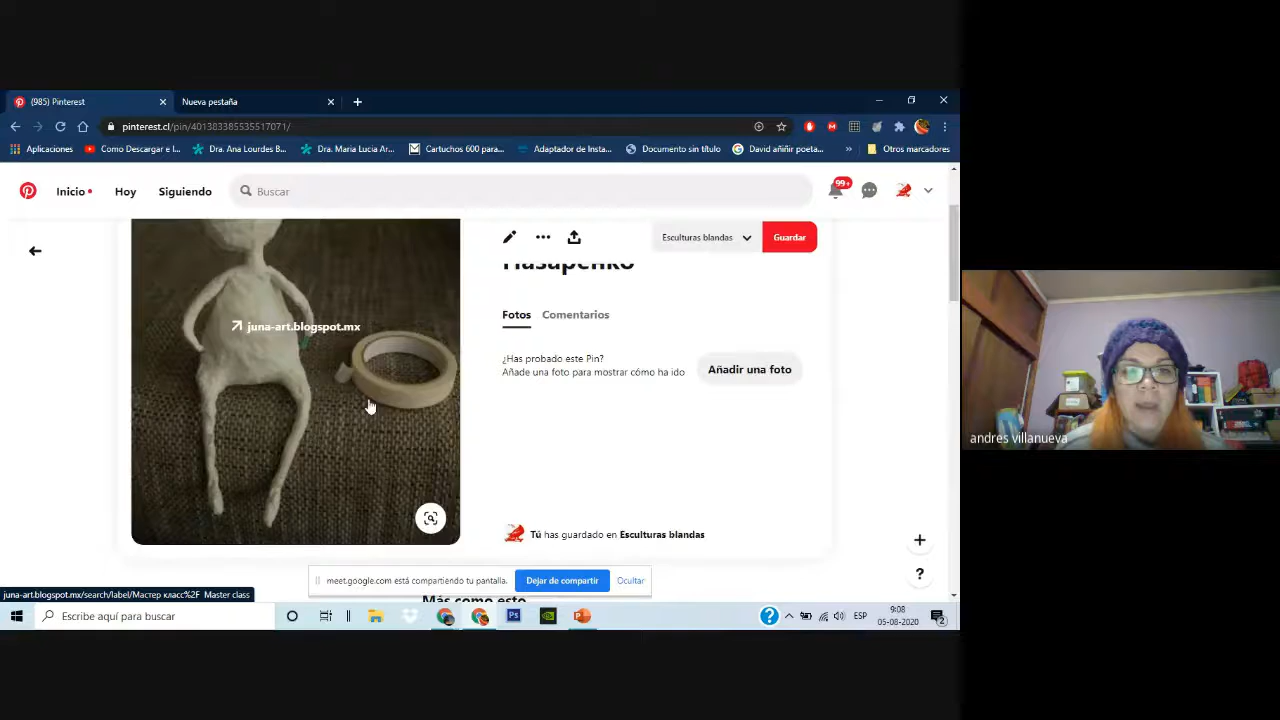 (985) Pinterest
Nueva pestaña
pinterest.cl/pin/401383385535517071/
Aplicaciones
Como Descargar e I...
Dra. Ana Lourdes B...
Dra. Maria Lucia Ar...
Cartuchos 600 para...
Adaptador de Insta...
Documento sin título
David añiñir poeta...
»
Otros marcadores
Inicio
Hoy
Siguiendo
Buscar
99+
Esculturas blandas
Guardar
juna-art.blogspot.mx
Fotos
Comentarios
¿Has probado este Pin?
Añade una foto para mostrar cómo ha ido
Añadir una foto
Tú has guardado en Esculturas blandas
andres villanueva
meet.google.com está compartiendo tu pantalla.
Dejar de compartir
Ocultar
Más como esto
juna-art.blogspot.mx/search/label/Мастер класс%2F Master class
Escribe aquí para buscar
Ps
ESP
9:08
05-08-2020
2